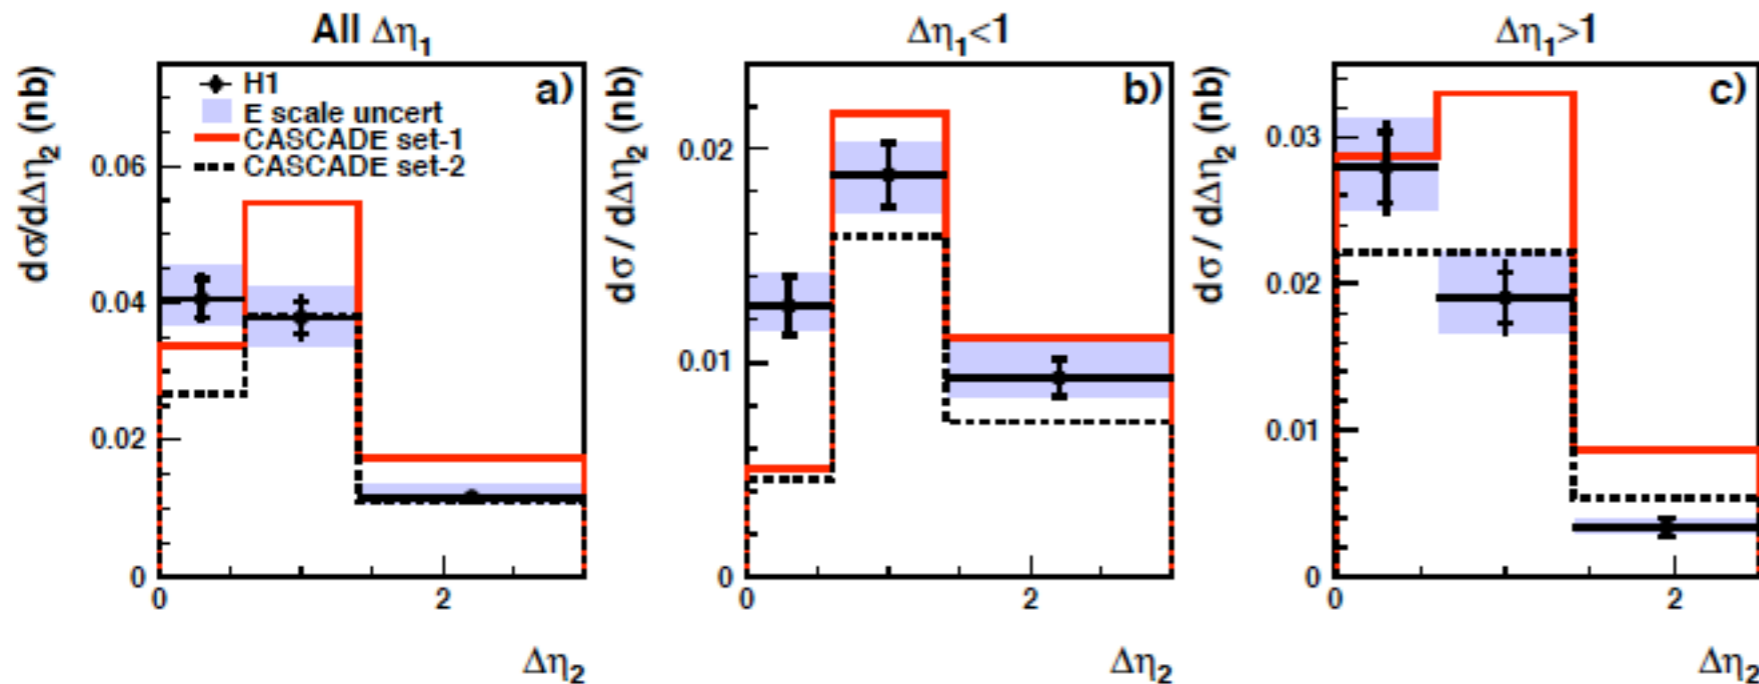 All Δη₁
dσ/dΔη₂ (nb)
a)
H1
E scale uncert
CASCADE set-1
CASCADE set-2
0.06
0.04
0.02
0
0
2
Δη₂
Δη₁<1
dσ / dΔη₂ (nb)
b)
0.02
0.01
0
0
2
Δη₂
Δη₁>1
dσ / dΔη₂ (nb)
c)
0.03
0.02
0.01
0
0
2
Δη₂